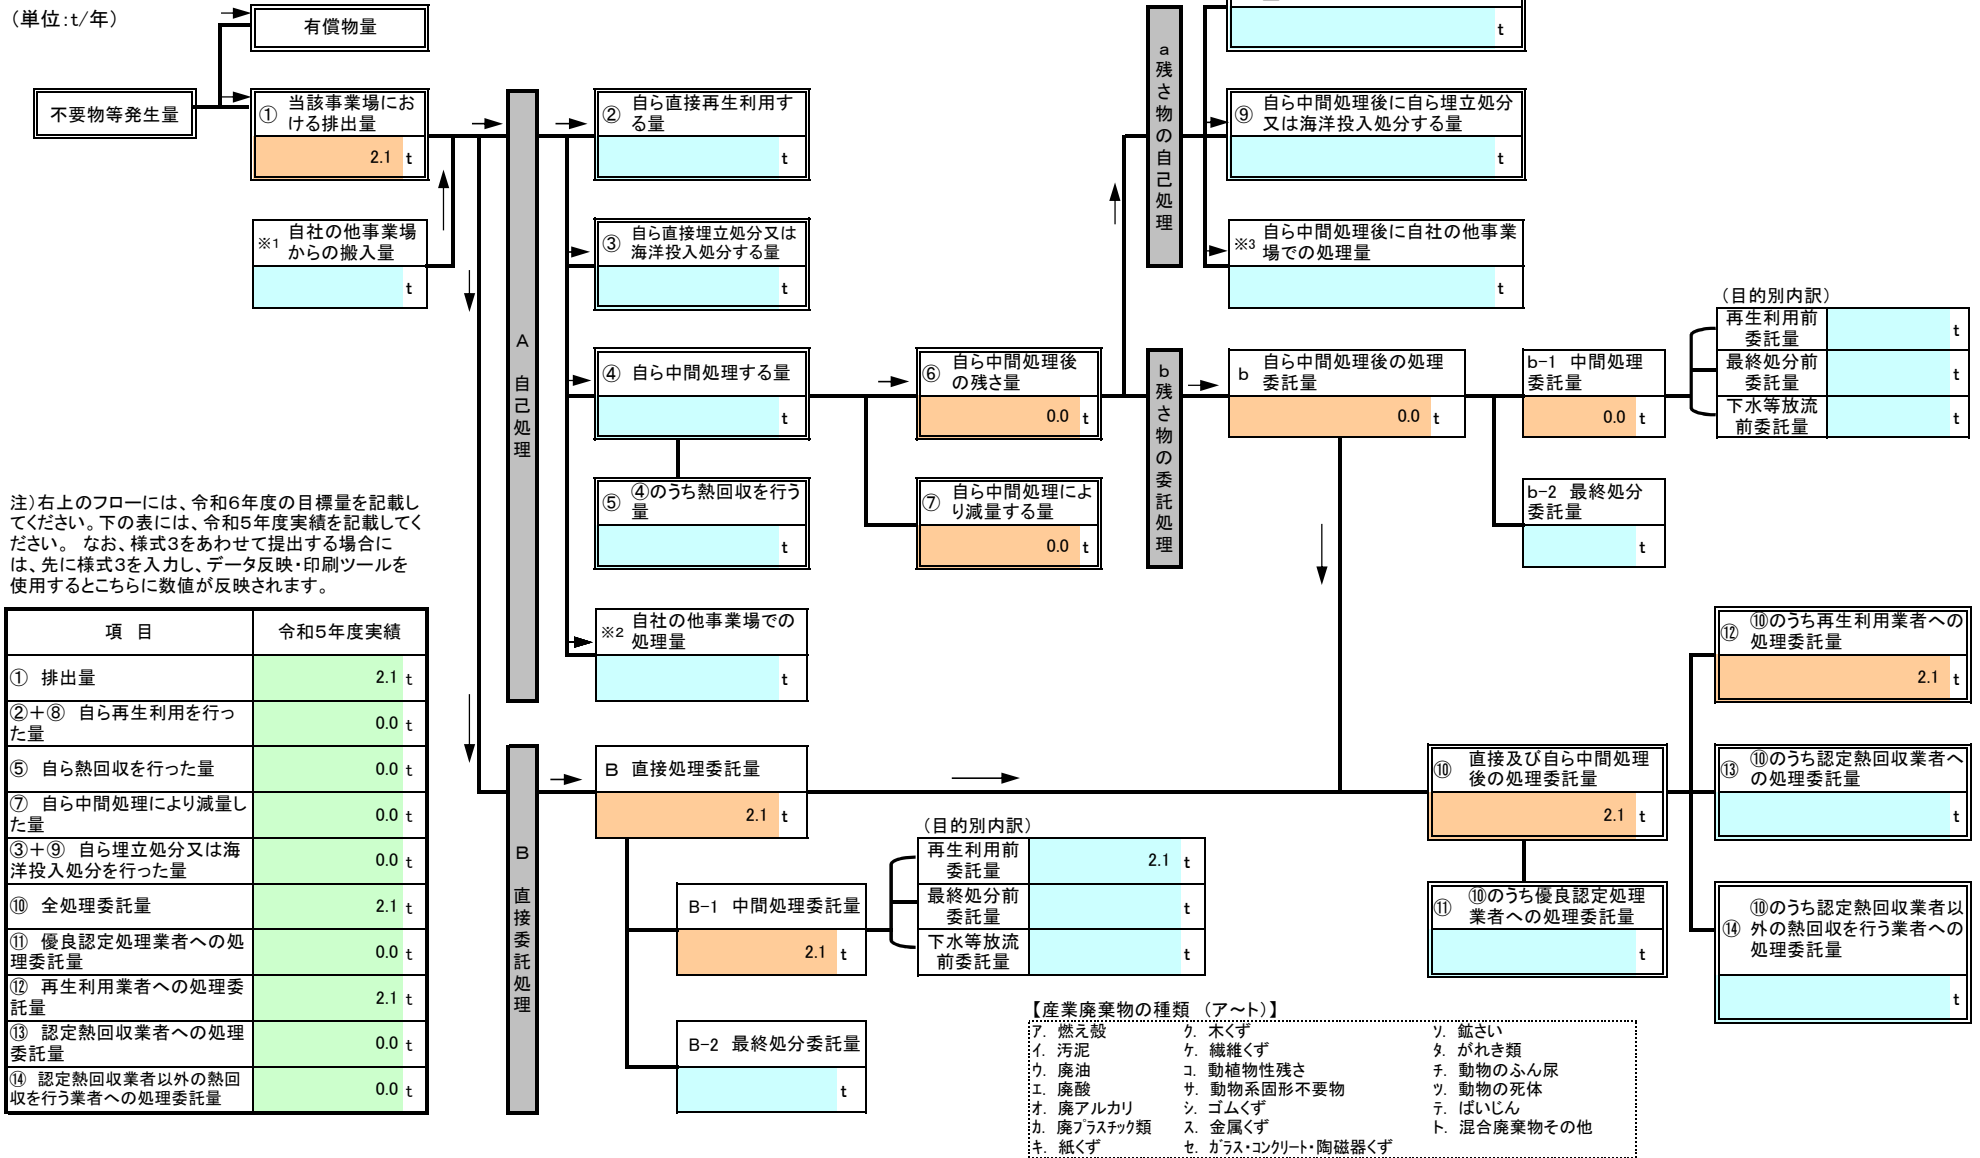 （単位:t/年）
有償物量
不要物等発生量
① 当該事業場にお
ける排出量
2.1 t
※1 自社の他事業場
からの搬入量
t
A 自己処理
② 自ら直接再生利用す
る量
t
③ 自ら直接埋立処分又は
海洋投入処分する量
t
④ 自ら中間処理する量
t
⑤ ④のうち熱回収を行う
量
t
※2 自社の他事業場での
処理量
t
⑥ 自ら中間処理後
の残さ量
0.0 t
⑦ 自ら中間処理によ
り減量する量
0.0 t
a 残さ物の自己処理
t
⑨ 自ら中間処理後に自ら埋立処分
又は海洋投入処分する量
t
※3 自ら中間処理後に自社の他事業
場での処理量
t
b 残さ物の委託処理
b 自ら中間処理後の処理
委託量
0.0 t
b-1 中間処理
委託量
0.0 t
（目的別内訳）
再生利用前
委託量
t
最終処分前
委託量
t
下水等放流
前委託量
t
b-2 最終処分
委託量
t
注）右上のフローには、令和６年度の目標量を記載し
てください。下の表には、令和５年度実績を記載してく
ださい。 なお、様式３をあわせて提出する場合に
は、先に様式３を入力し、データ反映・印刷ツールを
使用するとこちらに数値が反映されます。
項 目 令和５年度実績
① 排出量 2.1 t
②＋⑧ 自ら再生利用を行っ
た量 0.0 t
⑤ 自ら熱回収を行った量 0.0 t
⑦ 自ら中間処理により減量し
た量 0.0 t
③＋⑨ 自ら埋立処分又は海
洋投入処分を行った量 0.0 t
⑩ 全処理委託量 2.1 t
⑪ 優良認定処理業者への処
理委託量 0.0 t
⑫ 再生利用業者への処理委
託量 2.1 t
⑬ 認定熱回収業者への処理
委託量 0.0 t
⑭ 認定熱回収業者以外の熱回
収を行う業者への処理委託量 0.0 t
B 直接委託処理
B 直接処理委託量
2.1 t
B-1 中間処理委託量
2.1 t
（目的別内訳）
再生利用前
委託量
2.1 t
最終処分前
委託量
t
下水等放流
前委託量
t
B-2 最終処分委託量
t
⑩ 直接及び自ら中間処理
後の処理委託量
2.1 t
⑪ ⑩のうち優良認定処理
業者への処理委託量
t
⑫ ⑩のうち再生利用業者への
処理委託量
2.1 t
⑬ ⑩のうち認定熱回収業者へ
の処理委託量
t
⑭ ⑩のうち認定熱回収業者以
外の熱回収を行う業者への
処理委託量
t
【産業廃棄物の種類 （ア～ト）】
ア. 燃え殻 ク. 木くず ソ. 鉱さい
イ. 汚泥 ケ. 繊維くず タ. がれき類
ウ. 廃油 コ. 動植物性残さ チ. 動物のふん尿
エ. 廃酸 サ. 動物系固形不要物 ツ. 動物の死体
オ. 廃アルカリ シ. ゴムくず テ. ばいじん
カ. 廃プラスチック類 ス. 金属くず ト. 混合廃棄物その他
キ. 紙くず セ. ガラス・コンクリート・陶磁器くず